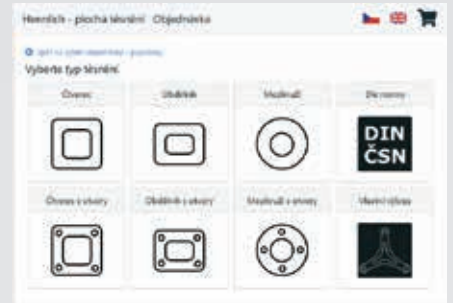 Hennlich - plochá těsnění Objednávka
Vyberte typ těsnění
Čtverec Obdélník Mezikruží Dle normy
DIN
ČSN
Čtverec s otvory Obdélník s otvory Mezikruží s otvory Vlastní výkres